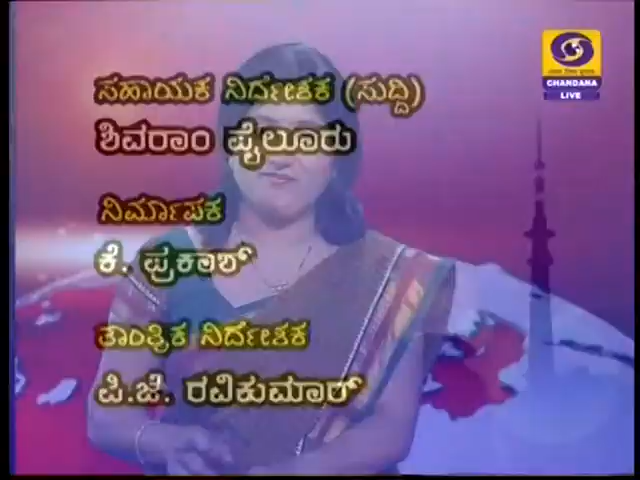 ಸಹಾಯಕ ನಿರ್ದೇಶಕ (ಸುದ್ದಿ)
ಶಿವರಾಂ ಪೈಲೂರು
ನಿರ್ಮಾಪಕ
ಕೆ. ಪ್ರಕಾಶ್
ತಾಂತ್ರಿಕ ನಿರ್ದೇಶಕ
ಪಿ.ಜೆ. ರವಿಕುಮಾರ್
CHANDANA
LIVE